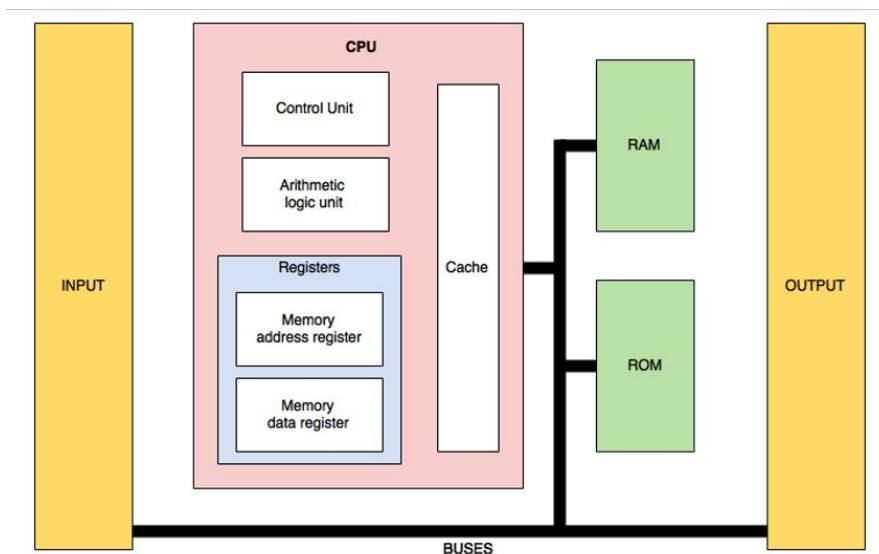 CPU
Control Unit
Arithmetic
logic unit
Registers
Memory
address register
Memory
data register
Cache
INPUT
RAM
ROM
OUTPUT
BUSES